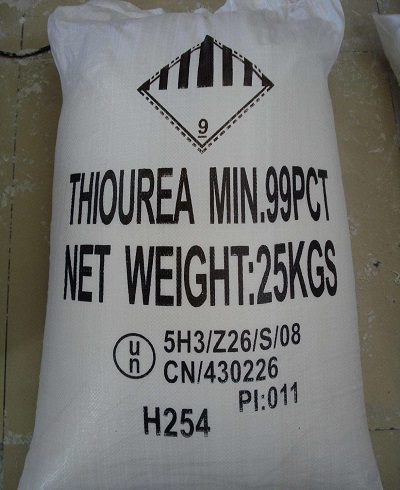 9
THIOUREA MIN.99PCT
NET WEIGHT:25KGS
un 5H3/Z26/S/08
CN/430226
PI:011
H254